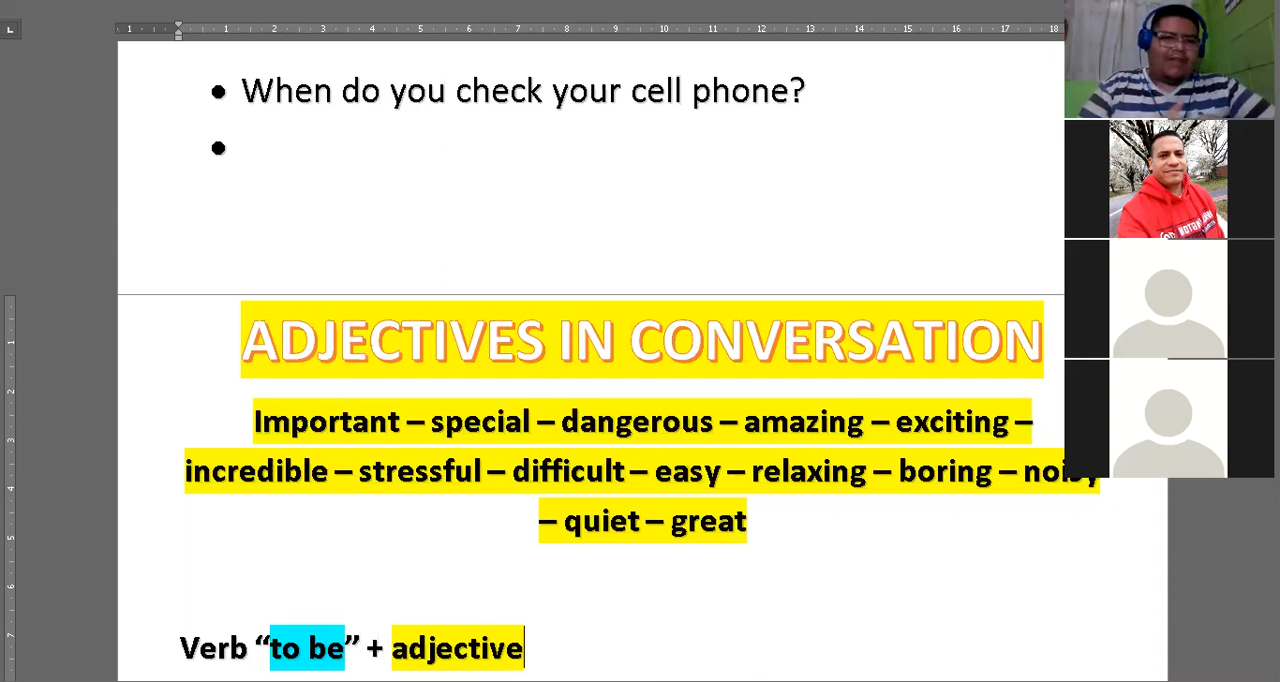 When do you check your cell phone?
ADJECTIVES IN CONVERSATION
Important – special – dangerous – amazing – exciting –
incredible – stressful – difficult – easy – relaxing – boring – noisy
– quiet – great
Verb “to be” + adjective